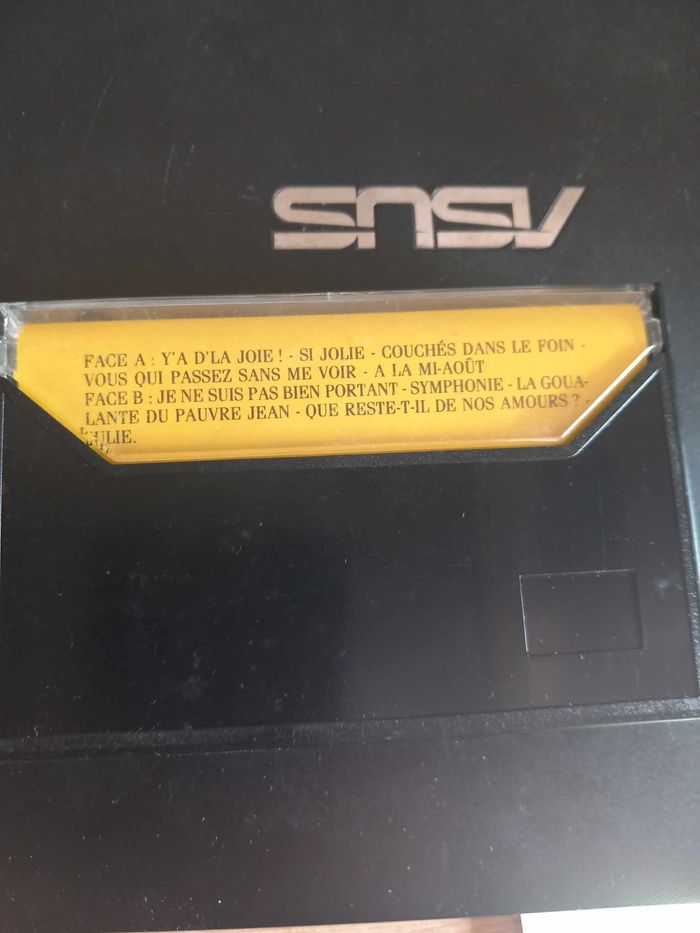 ASUS
FACE A : Y'A D'LA JOIE ! - SI JOLIE - COUCHÉS DANS LE FOIN -
VOUS QUI PASSEZ SANS ME VOIR - A LA MI-AOÛT
FACE B : JE NE SUIS PAS BIEN PORTANT - SYMPHONIE - LA GOUA-
LANTE DU PAUVRE JEAN - QUE RESTE-T-IL DE NOS AMOURS ? -